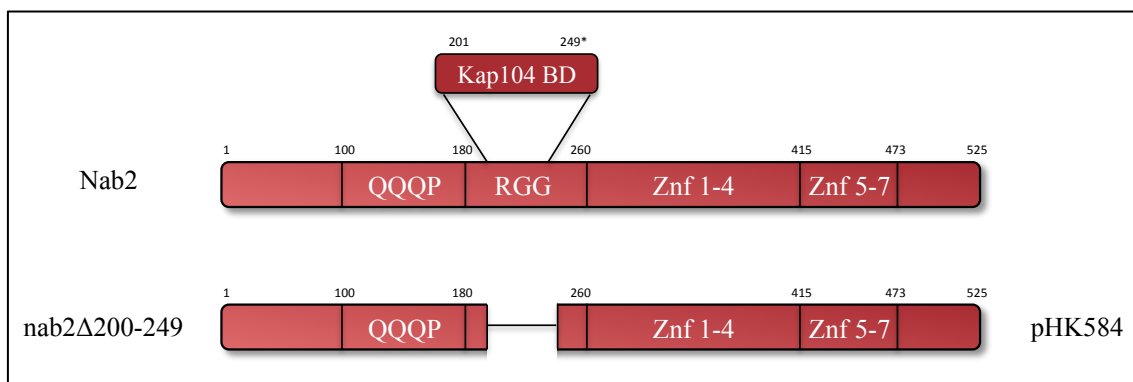 201 249*
Kap104 BD
1 100 180 260 415 473 525
Nab2 QQQP RGG Znf 1-4 Znf 5-7
1 100 180 260 415 473 525
nab2Δ200-249 QQQP Znf 1-4 Znf 5-7 pHK584